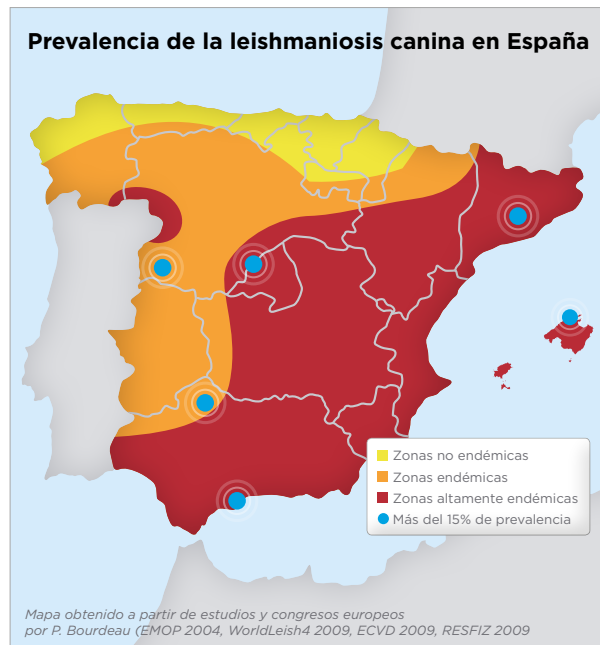 Prevalencia de la leishmaniosis canina en España
Zonas no endémicas
Zonas endémicas
Zonas altamente endémicas
Más del 15% de prevalencia
Mapa obtenido a partir de estudios y congresos europeos
por P. Bourdeau (EMOP 2004, WorldLeish4 2009, ECVD 2009, RESFIZ 2009